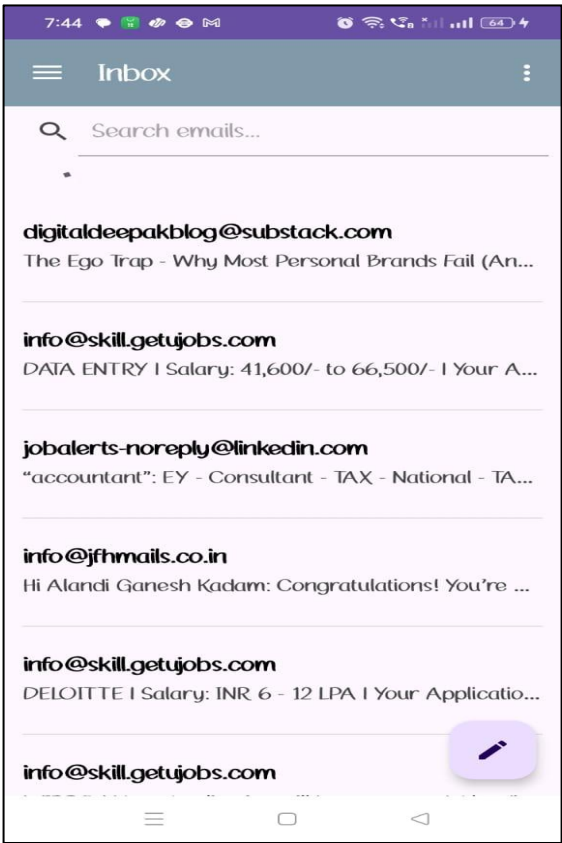 7:44 64
Inbox
Search emails...
digitaldeepakblog@substack.com
The Ego Trap - Why Most Personal Brands Fail (An...
info@skill.getujobs.com
DATA ENTRY I Salary: 41,600/- to 66,500/- I Your A...
jobalerts-noreply@linkedin.com
“accountant”: EY - Consultant - TAX - National - TA...
info@jfhmails.co.in
Hi Alandi Ganesh Kadam: Congratulations! You’re ...
info@skill.getujobs.com
DELOITTE I Salary: INR 6 - 12 LPA I Your Applicatio...
info@skill.getujobs.com